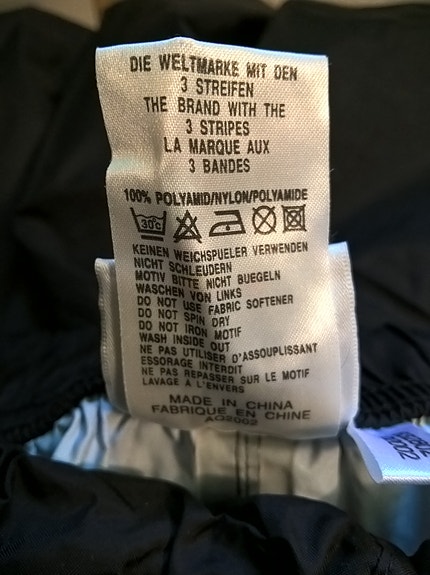 DIE WELTMARKE MIT DEN
3 STREIFEN
THE BRAND WITH THE
3 STRIPES
LA MARQUE AUX
3 BANDES
100% POLYAMID/NYLON/POLYAMIDE
30°C
KEINEN WEICHSPUELER VERWENDEN
NICHT SCHLEUDERN
MOTIV BITTE NICHT BUEGELN
WASCHEN VON LINKS
DO NOT USE FABRIC SOFTENER
DO NOT SPIN DRY
DO NOT IRON MOTIF
WASH INSIDE OUT
NE PAS UTILISER D'ASSOUPLISSANT
ESSORAGE INTERDIT
NE PAS REPASSER SUR LE MOTIF
LAVAGE A L'ENVERS
MADE IN CHINA
FABRIQUE EN CHINE
AG2002